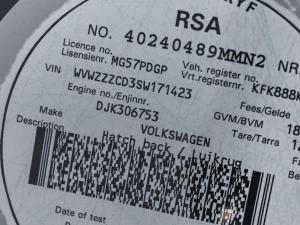 RSA
NO. 40240489MMN2 NR.
Licence no. Veh. register no.
Lisensienr. MG57PDGP Vrt.registernr. KFK888
VIN WVWZZZCD3SW171423 Fees/Gelde
Engine no./Enjinnr. GVM/BVM
DJK306753 Tare/Tarra
Make VOLKSWAGEN
Description Hatch back / Luikrug
Date of test